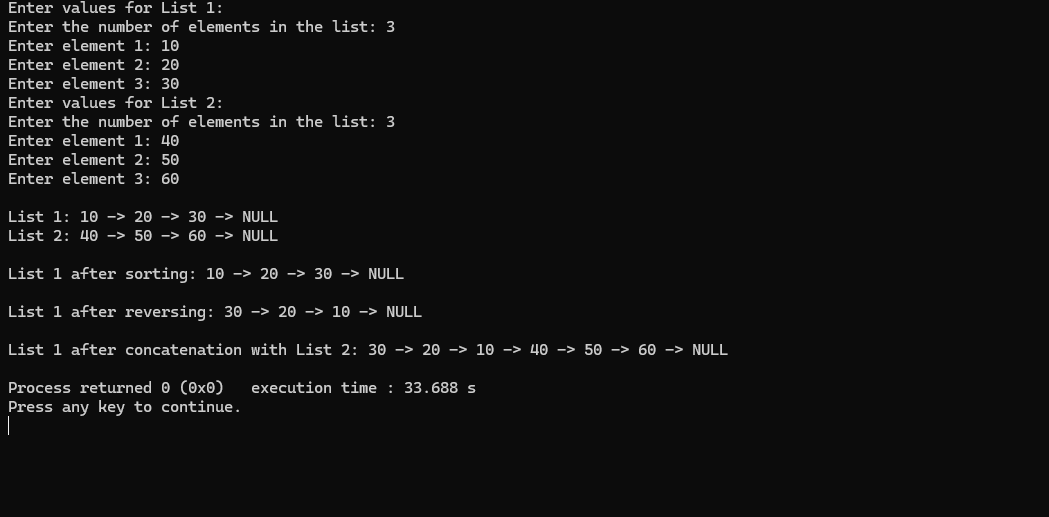 Enter values for List 1:
Enter the number of elements in the list: 3
Enter element 1: 10
Enter element 2: 20
Enter element 3: 30
Enter values for List 2:
Enter the number of elements in the list: 3
Enter element 1: 40
Enter element 2: 50
Enter element 3: 60
List 1: 10 -> 20 -> 30 -> NULL
List 2: 40 -> 50 -> 60 -> NULL
List 1 after sorting: 10 -> 20 -> 30 -> NULL
List 1 after reversing: 30 -> 20 -> 10 -> NULL
List 1 after concatenation with List 2: 30 -> 20 -> 10 -> 40 -> 50 -> 60 -> NULL
Process returned 0 (0x0)   execution time : 33.688 s
Press any key to continue.